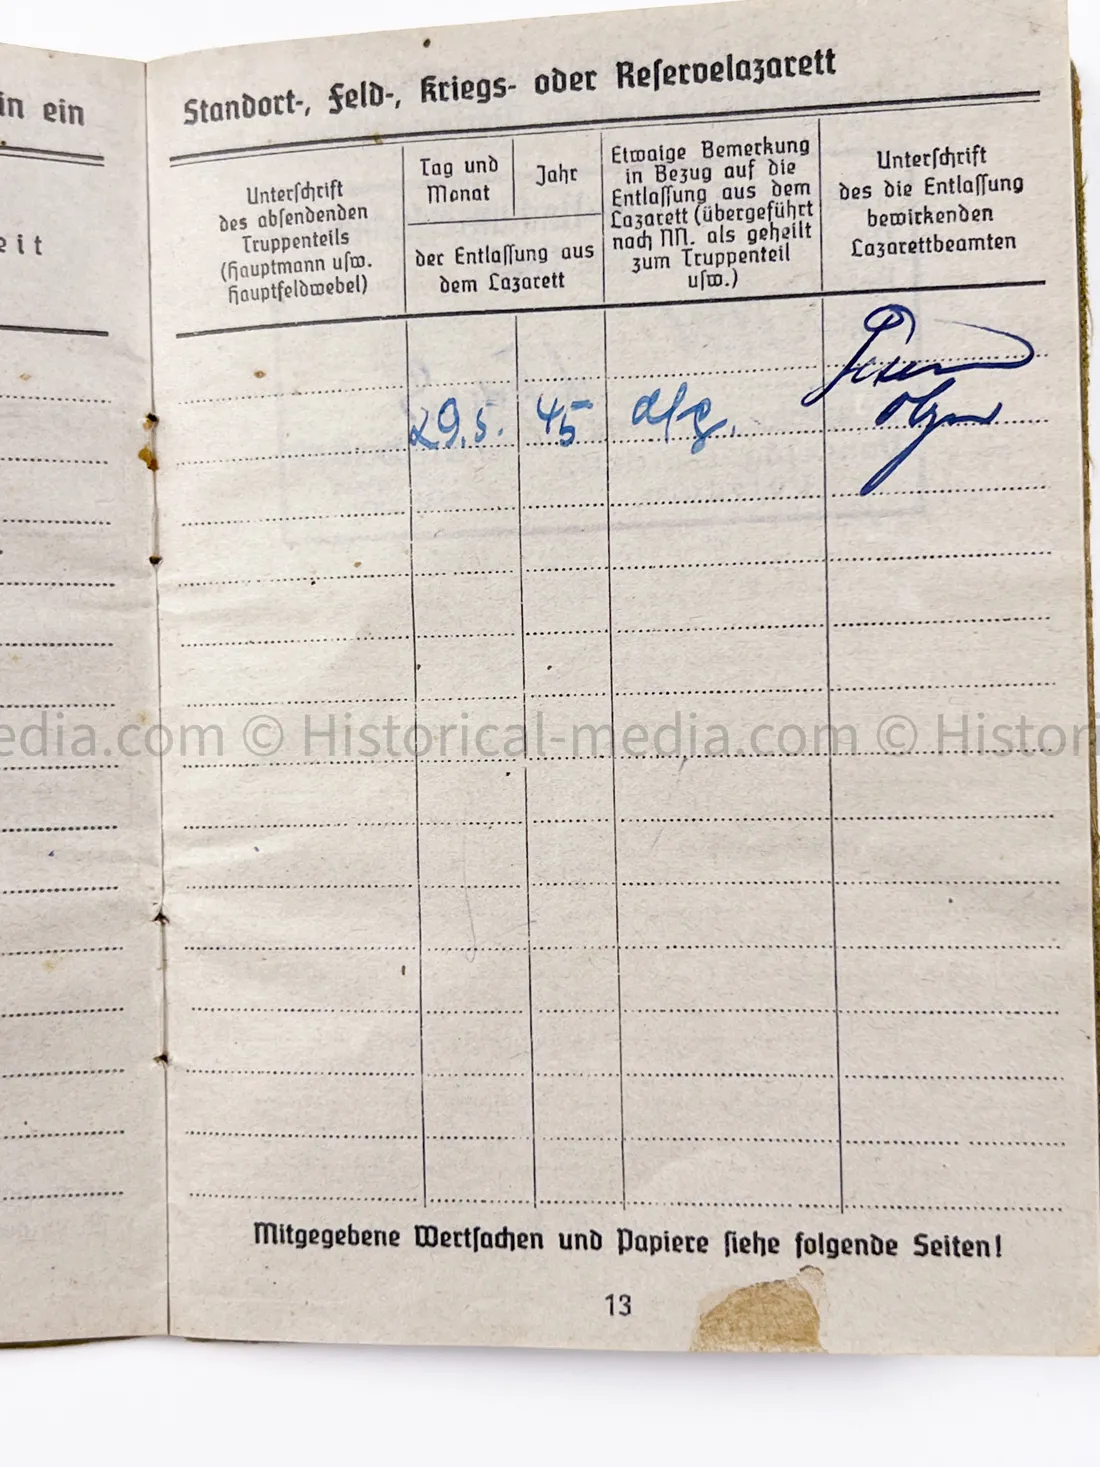 in ein
eit
Standort-, Feld-, Kriegs- oder Reservelazarett
Unterschrift
des absendenden
Truppenteils
(Hauptmann usw.
Hauptfeldwebel)
Tag und
Monat
Jahr
der Entlassung aus
dem Lazarett
Etwaige Bemerkung
in Bezug auf die
Entlassung aus dem
Lazarett (übergeführt
nach NN. als geheilt
zum Truppenteil
usw.)
Unterschrift
des die Entlassung
bewirkenden
Lazarettbeamten
29.5. 45
edia.com © Historical-media.com © Histori
Mitgegebene Wertsachen und Papiere siehe folgende Seiten!
13